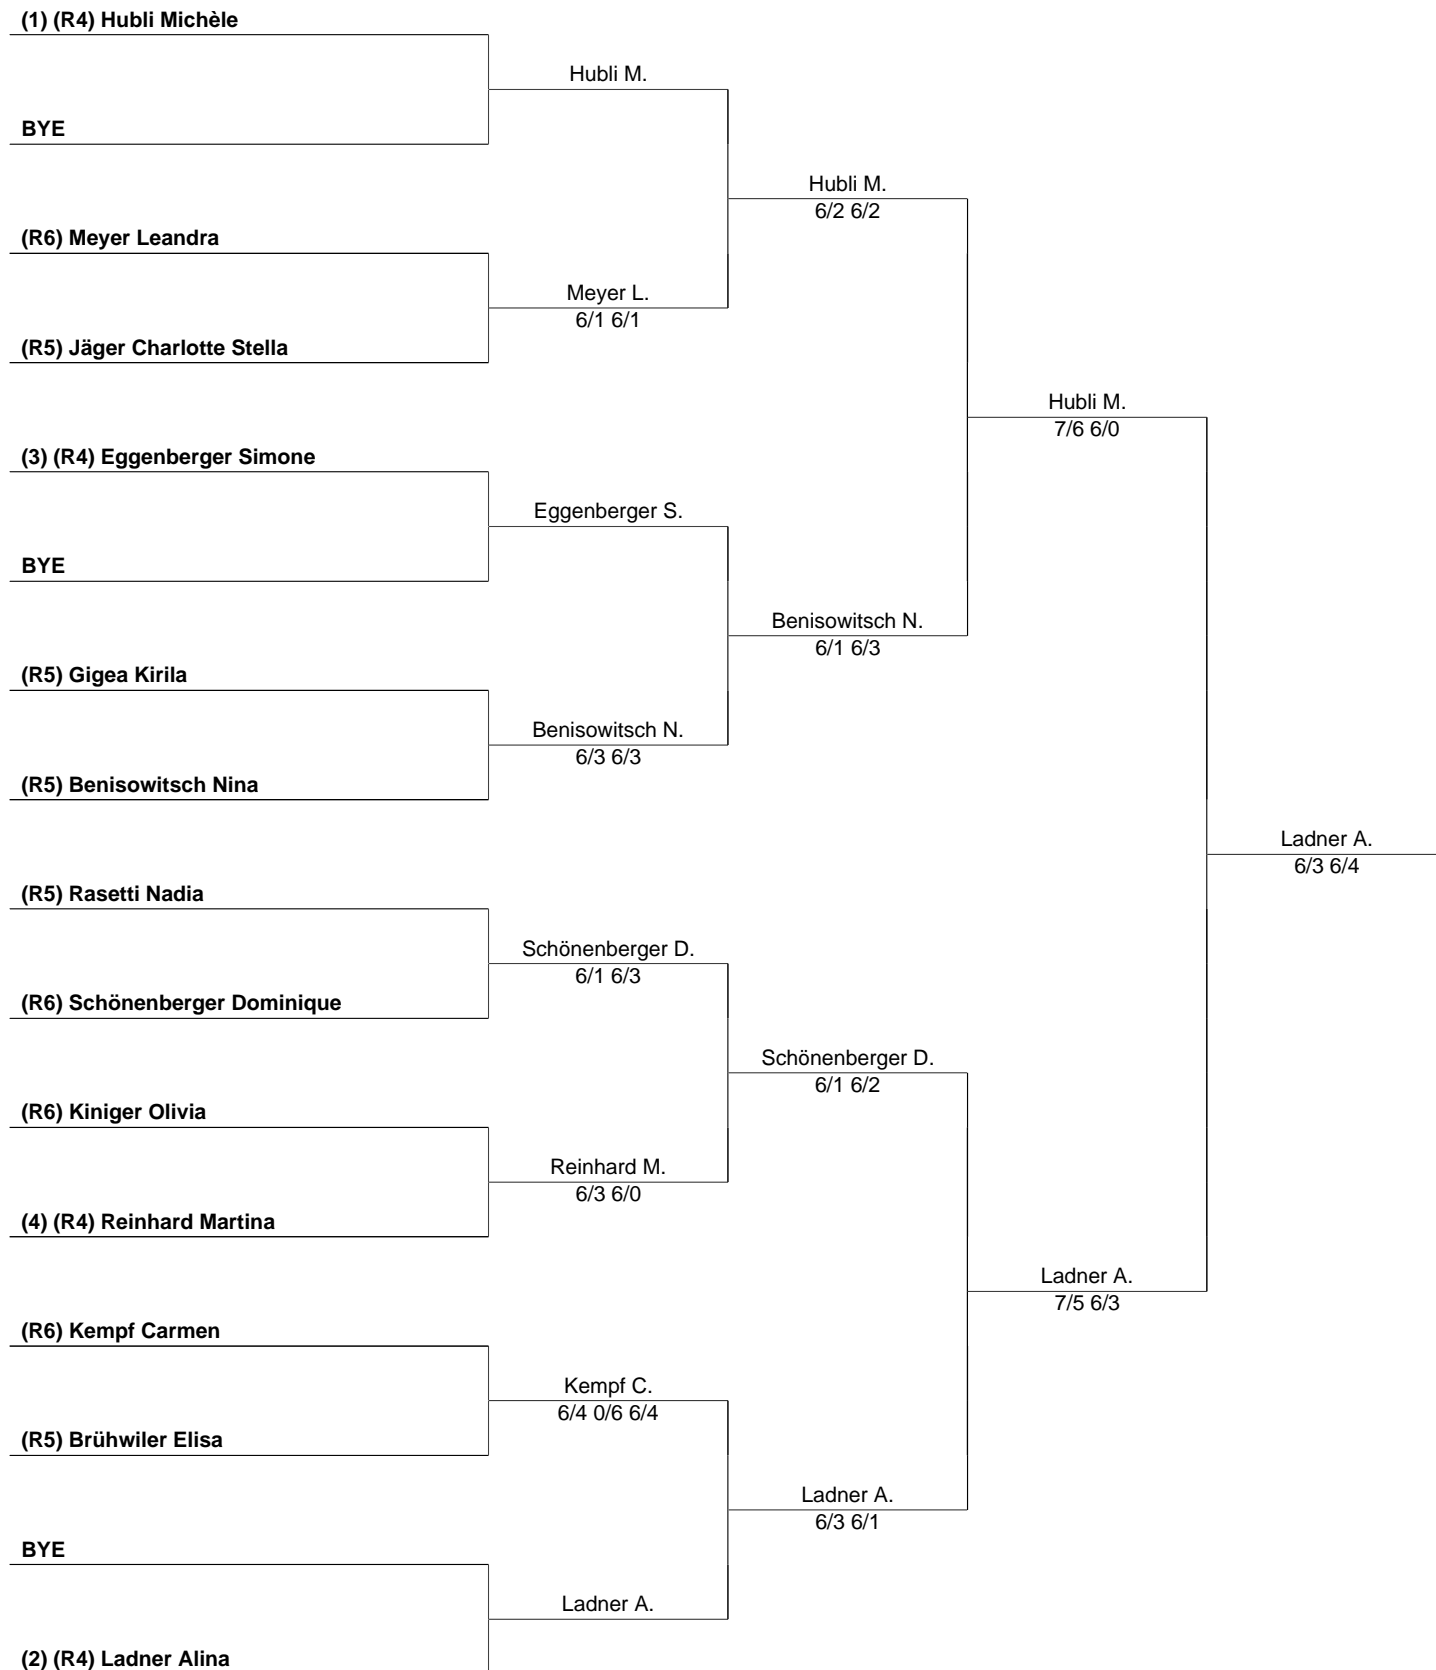 (1) (R4) Hubli Michèle
Hubli M.
BYE
Hubli M.
6/2 6/2
(R6) Meyer Leandra
Meyer L.
6/1 6/1
(R5) Jäger Charlotte Stella
Hubli M.
7/6 6/0
(3) (R4) Eggenberger Simone
Eggenberger S.
BYE
Benisowitsch N.
6/1 6/3
(R5) Gigea Kirila
Benisowitsch N.
6/3 6/3
(R5) Benisowitsch Nina
Ladner A.
6/3 6/4
(R5) Rasetti Nadia
Schönenberger D.
6/1 6/3
(R6) Schönenberger Dominique
Schönenberger D.
6/1 6/2
(R6) Kiniger Olivia
Reinhard M.
6/3 6/0
(4) (R4) Reinhard Martina
Ladner A.
7/5 6/3
(R6) Kempf Carmen
Kempf C.
6/4 0/6 6/4
(R5) Brühwiler Elisa
Ladner A.
6/3 6/1
BYE
Ladner A.
(2) (R4) Ladner Alina